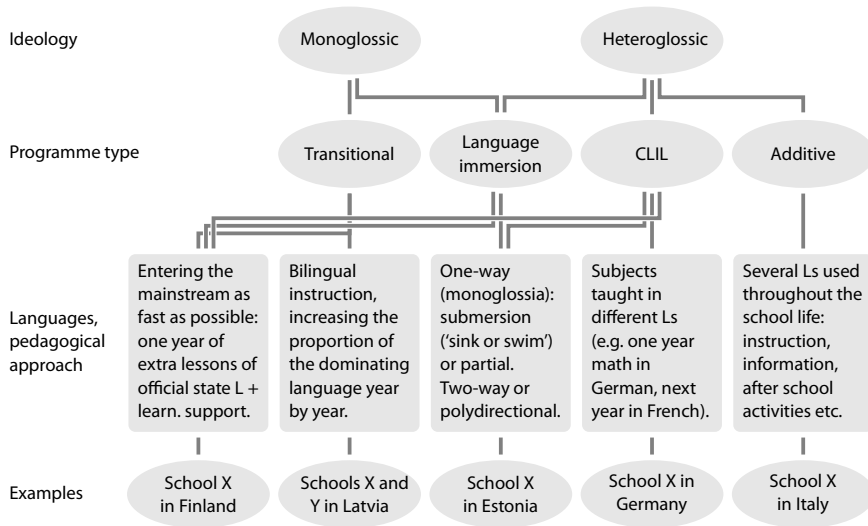 Ideology
Monoglossic
Heteroglossic
Programme type
Transitional
Language
immersion
CLIL
Additive
Languages,
pedagogical
approach
Entering the
mainstream as
fast as possible:
one year of
extra lessons of
official state L +
learn. support.
Bilingual
instruction,
increasing the
proportion of
the dominating
language year
by year.
One-way
(monoglossia):
submersion
(‘sink or swim’)
or partial.
Two-way or
polydirectional.
Subjects
taught in
different Ls
(e.g. one year
math in
German, next
year in French).
Several Ls used
throughout the
school life:
instruction,
information,
after school
activities etc.
Examples
School X
in Finland
Schools X and
Y in Latvia
School X
in Estonia
School X in
Germany
School X
in Italy